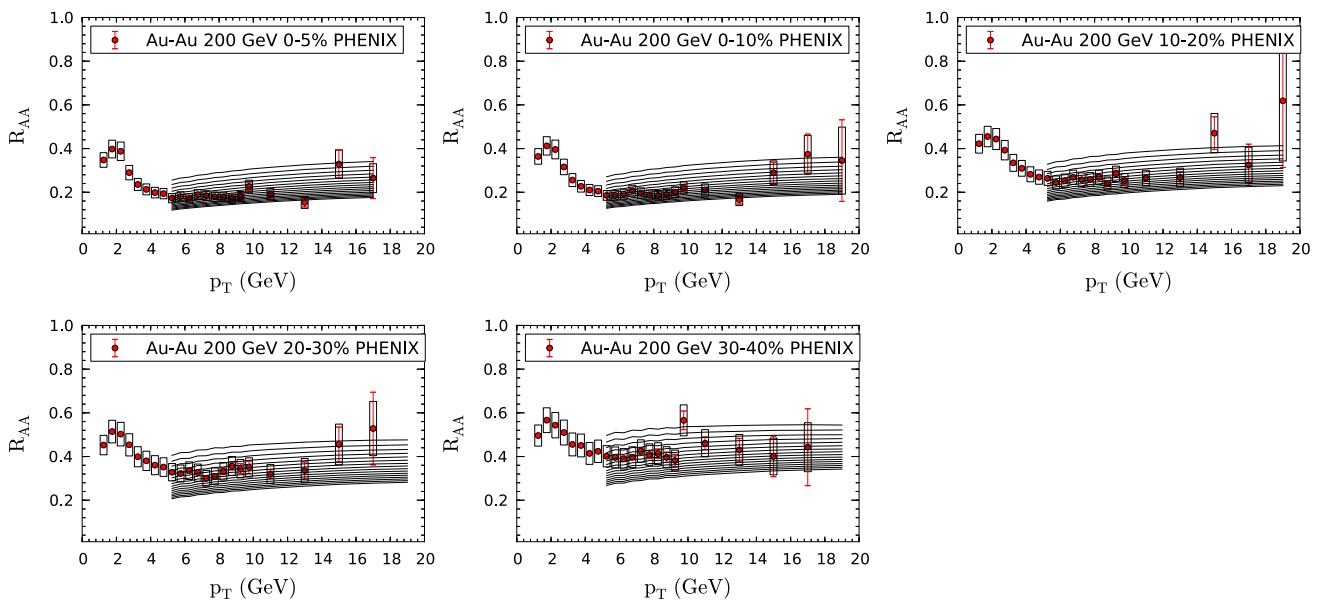 1.0
0.8
0.6
0.4
0.2
R_AA
Au-Au 200 GeV 0-5% PHENIX
0 2 4 6 8 10 12 14 16 18 20
p_T (GeV)
1.0
0.8
0.6
0.4
0.2
R_AA
Au-Au 200 GeV 0-10% PHENIX
0 2 4 6 8 10 12 14 16 18 20
p_T (GeV)
1.0
0.8
0.6
0.4
0.2
R_AA
Au-Au 200 GeV 10-20% PHENIX
0 2 4 6 8 10 12 14 16 18 20
p_T (GeV)
1.0
0.8
0.6
0.4
0.2
R_AA
Au-Au 200 GeV 20-30% PHENIX
0 2 4 6 8 10 12 14 16 18 20
p_T (GeV)
1.0
0.8
0.6
0.4
0.2
R_AA
Au-Au 200 GeV 30-40% PHENIX
0 2 4 6 8 10 12 14 16 18 20
p_T (GeV)